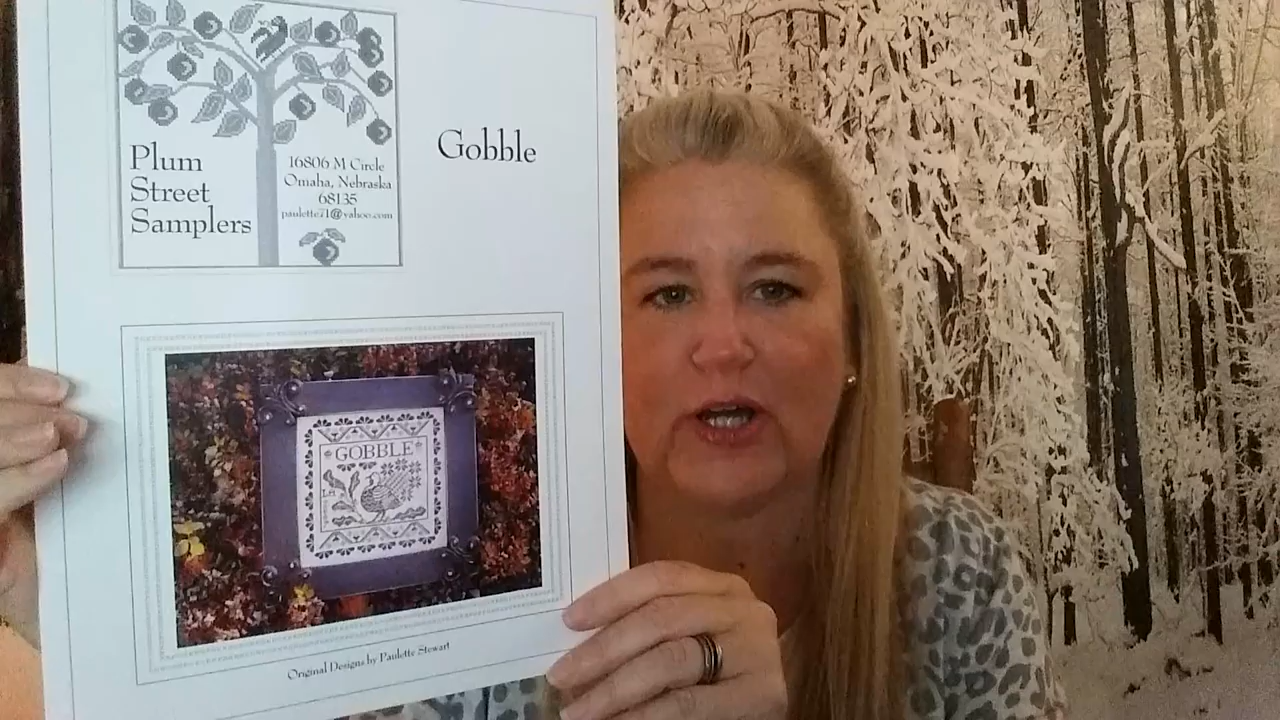 Plum
Street
Samplers
16806 M Circle
Omaha, Nebraska
68135
paulette71@yahoo.com
Gobble
GOBBLE
Original Designs by Paulette Stewart